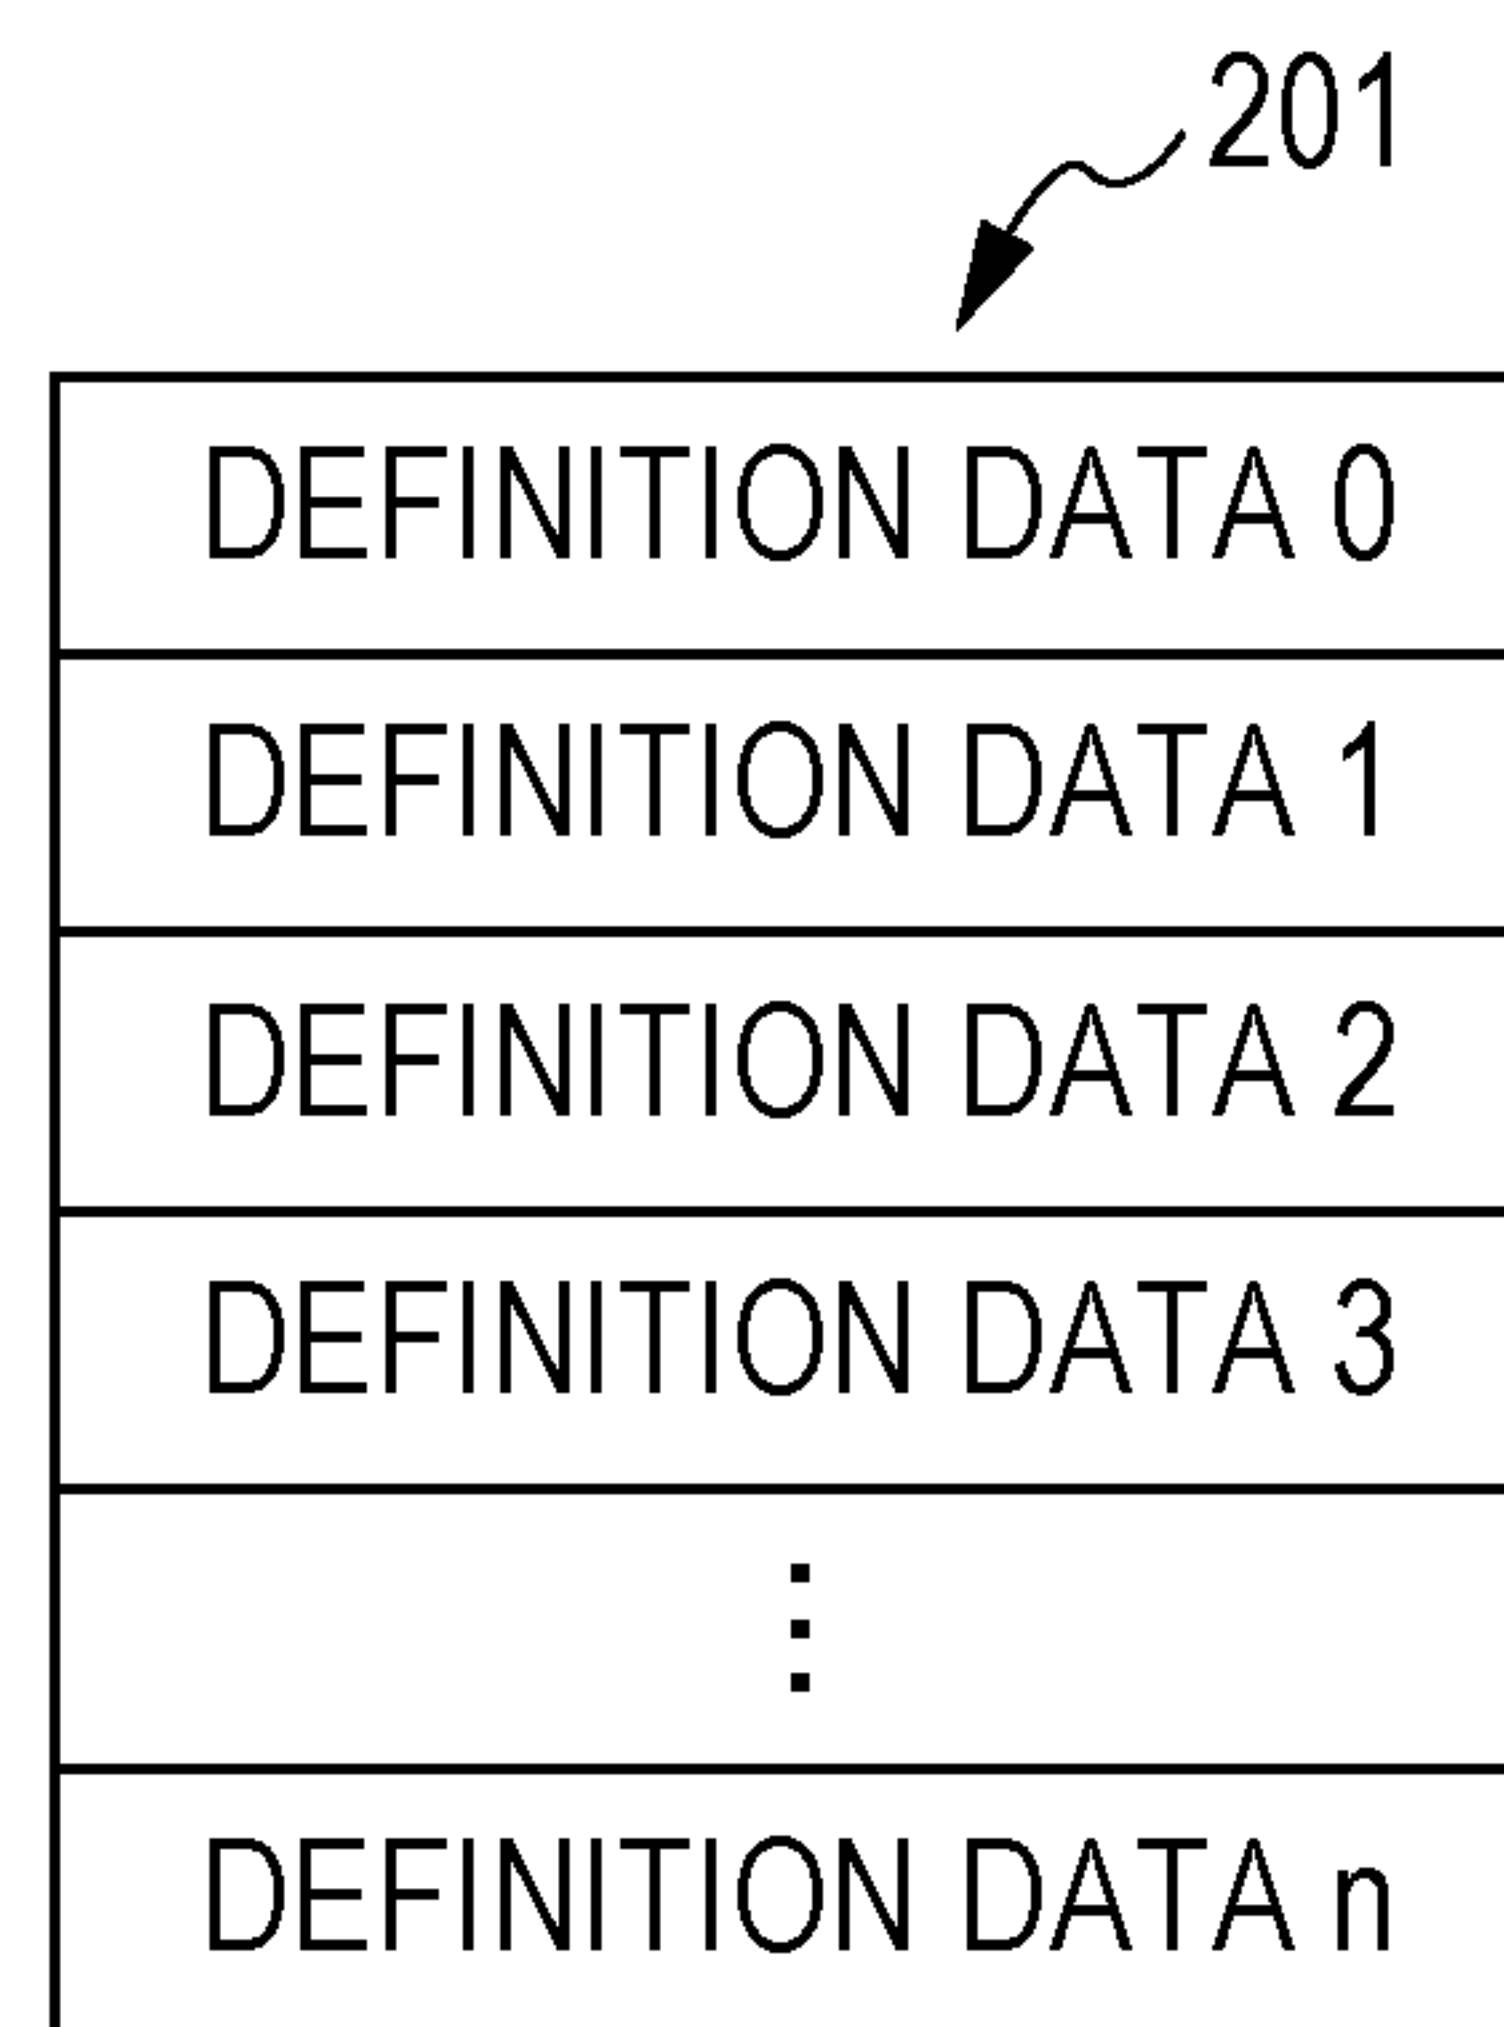 201
DEFINITION DATA 0
DEFINITION DATA 1
DEFINITION DATA 2
DEFINITION DATA 3
⋮
DEFINITION DATA n